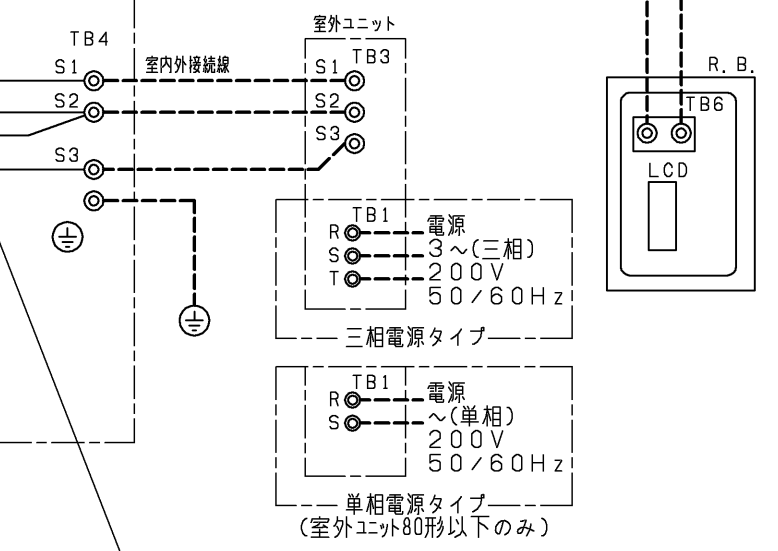 室外ユニット
TB4
TB3
室内外接続線
S1
S1
S2
S2
S3
S3
R.B.
TB6
LCD
TB1
R
S
T
電源
3～(三相)
200V
50/60Hz
三相電源タイプ
TB1
R
S
電源
～(単相)
200V
50/60Hz
単相電源タイプ
(室外ユニット80形以下のみ)